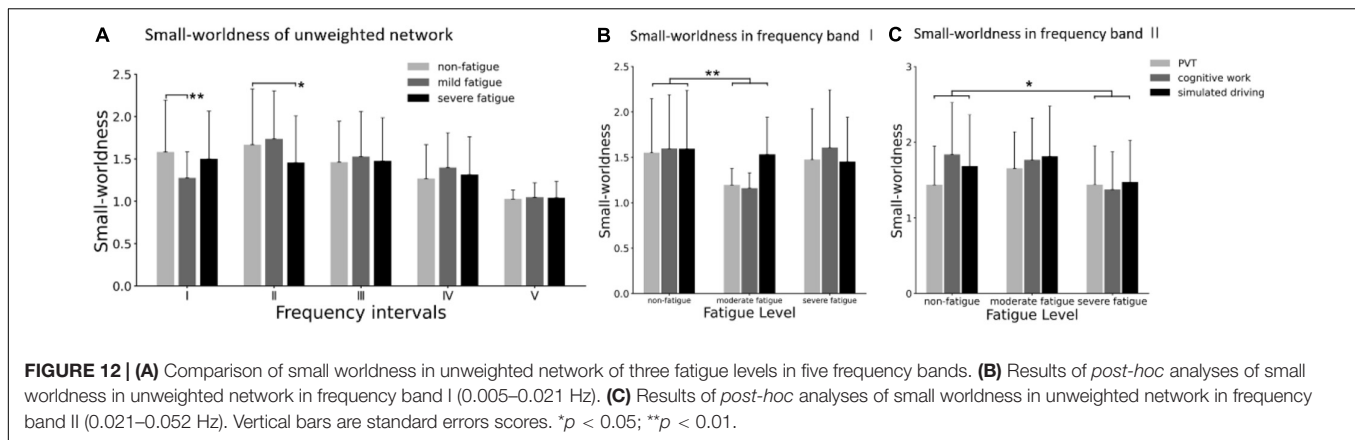 A Small-worldness of unweighted network
non-fatigue
mild fatigue
severe fatigue
Small-worldness
2.5
2.0
1.5
1.0
0.5
0.0
**
*
I II III IV V
Frequency intervals
B Small-worldness in frequency band I
Small-worldness
2.5
2.0
1.5
1.0
0.5
0.0
**
non-fatigue moderate fatigue severe fatigue
Fatigue Level
C Small-worldness in frequency band II
PVT
cognitive work
simulated driving
Small-worldness
3
2
1
0
*
non-fatigue moderate fatigue severe fatigue
Fatigue Level
FIGURE 12 | (A) Comparison of small worldness in unweighted network of three fatigue levels in five frequency bands. (B) Results of post-hoc analyses of small
worldness in unweighted network in frequency band I (0.005–0.021 Hz). (C) Results of post-hoc analyses of small worldness in unweighted network in frequency
band II (0.021–0.052 Hz). Vertical bars are standard errors scores. *p < 0.05; **p < 0.01.